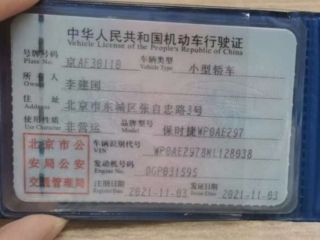 中华人民共和国机动车行驶证
Vehicle License of the People's Republic of China
号牌号码 京AF30110 车辆类型 小型轿车
Plate No. Vehicle Type
所有人 李建国
Owner
住址 北京市东城区张自忠路3号
Address
使用性质 非营运 品牌型号 保时捷WP0AE297
Use Character Model
北京市公安局公安交通管理局
车辆识别代号 WP0AE2978NL128038
VIN
发动机号码
Engine No.
注册日期 2021-11-03 发证日期 2021-11-03
Register Date Issue Date